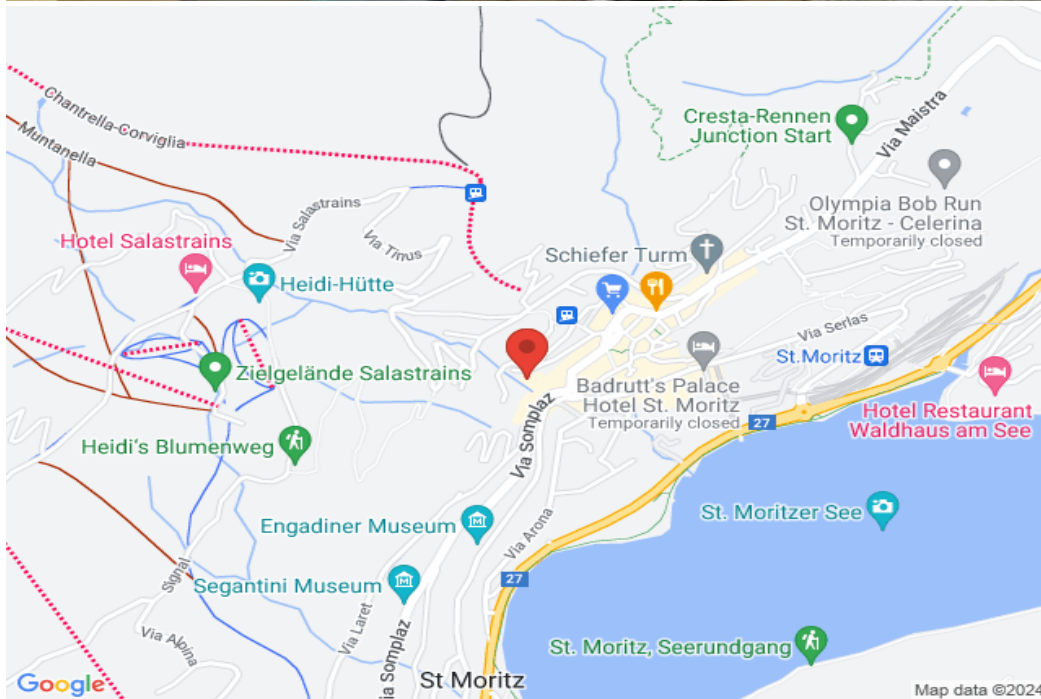 Chantrella-Corviglia
Muntanella
Cresta-Rennen
Junction Start
Via Maistra
Olympia Bob Run
St. Moritz - Celerina
Temporarily closed
Via Salastrains
Via Tinus
Hotel Salastrains
Schiefer Turm
Heidi-Hütte
Via Serlas
St.Moritz
Zielgelände Salastrains
Badrutt's Palace
Hotel St. Moritz
Temporarily closed
27
Hotel Restaurant
Waldhaus am See
Heidi's Blumenweg
Via Somplaz
St. Moritzer See
Engadiner Museum
Via Arona
27
Segantini Museum
Signal
Via Laret
Via Alpina
Via Somplaz
St. Moritz, Seerundgang
St Moritz
Google
Map data ©2024